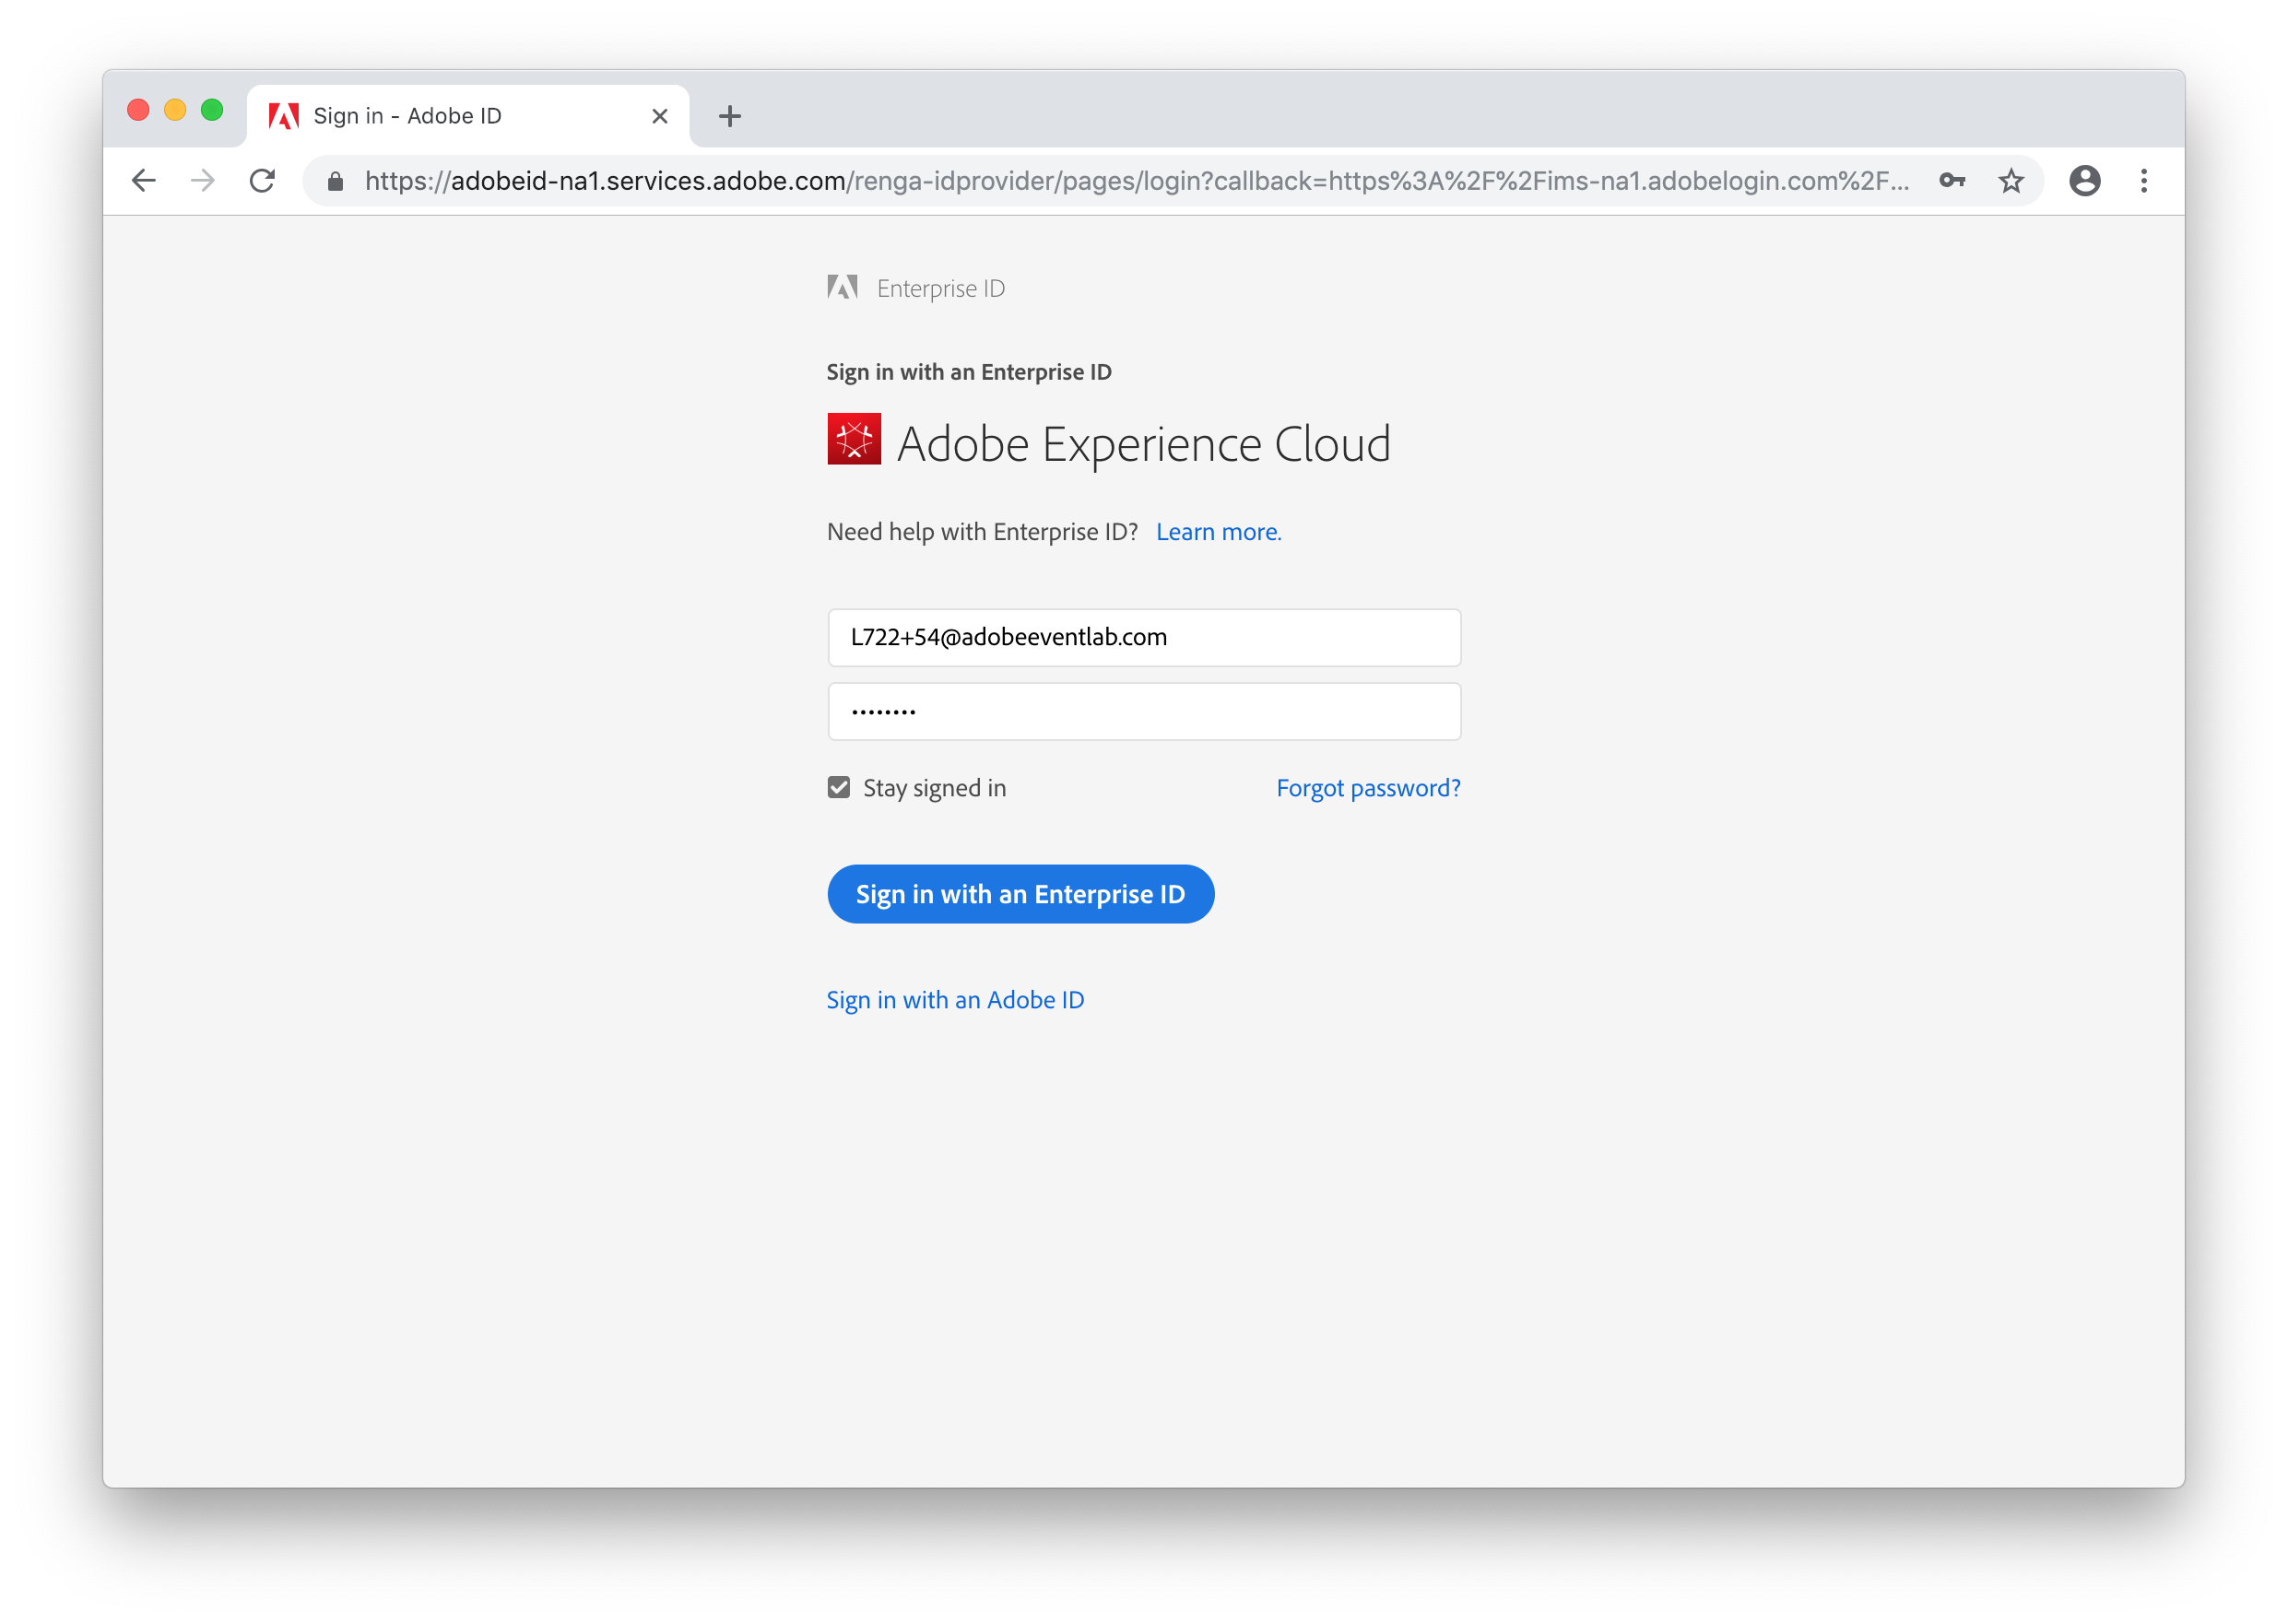 Sign in - Adobe ID
https://adobeid-na1.services.adobe.com/renga-idprovider/pages/login?callback=https%3A%2F%2Fims-na1.adobelogin.com%2F...
Enterprise ID
Sign in with an Enterprise ID
Adobe Experience Cloud
Need help with Enterprise ID? Learn more.
L722+54@adobeeventlab.com
••••••••
Stay signed in Forgot password?
Sign in with an Enterprise ID
Sign in with an Adobe ID